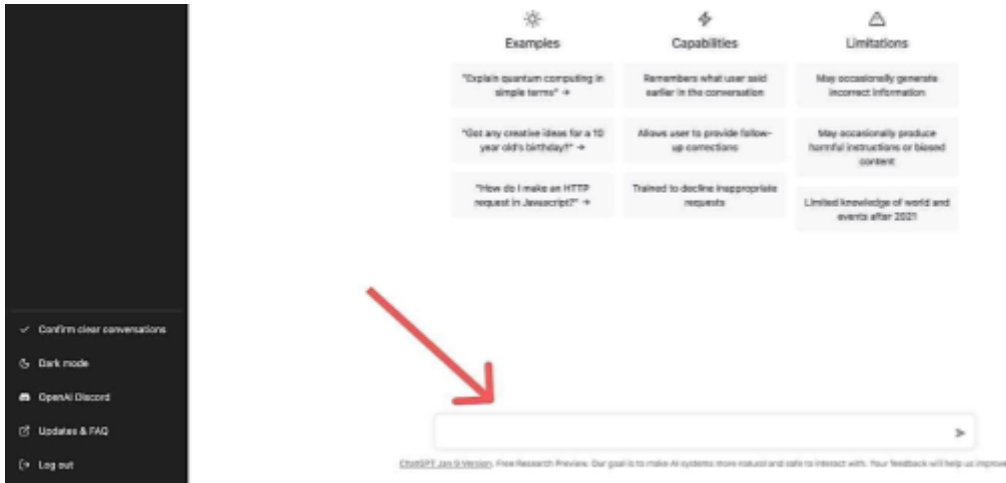 Examples
Capabilities
Limitations
"Explain quantum computing in
simple terms" →
Remembers what user said
earlier in the conversation
May occasionally generate
incorrect information
"Got any creative ideas for a 10
year old's birthday?" →
Allows user to provide follow-
up corrections
May occasionally produce
harmful instructions or biased
content
"How do I make an HTTP
request in Javascript?" →
Trained to decline inappropriate
requests
Limited knowledge of world and
events after 2021
Confirm clear conversations
Dark mode
OpenAI Discord
Updates & FAQ
Log out
ChatGPT Jan 9 Version. Free Research Preview. Our goal is to make AI systems more natural and safe to interact with. Your feedback will help us improve